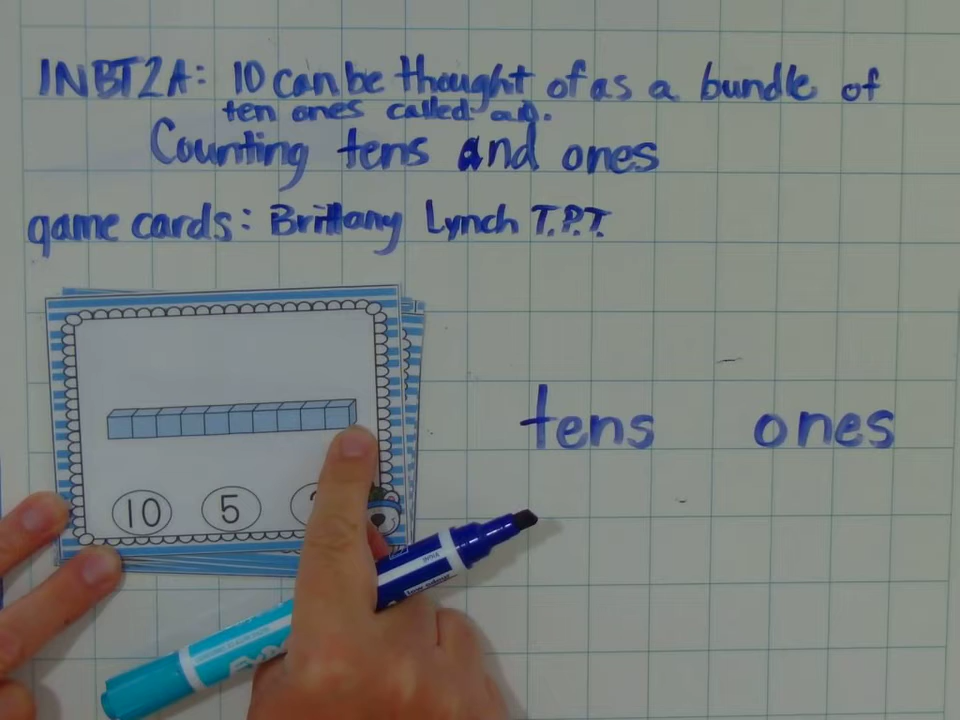 1NBT2A: 10 can be thought of as a bundle of
ten ones called a
Counting tens and ones
game cards: Brittany Lynch T.P.T.
tens ones
10 5
EXPO